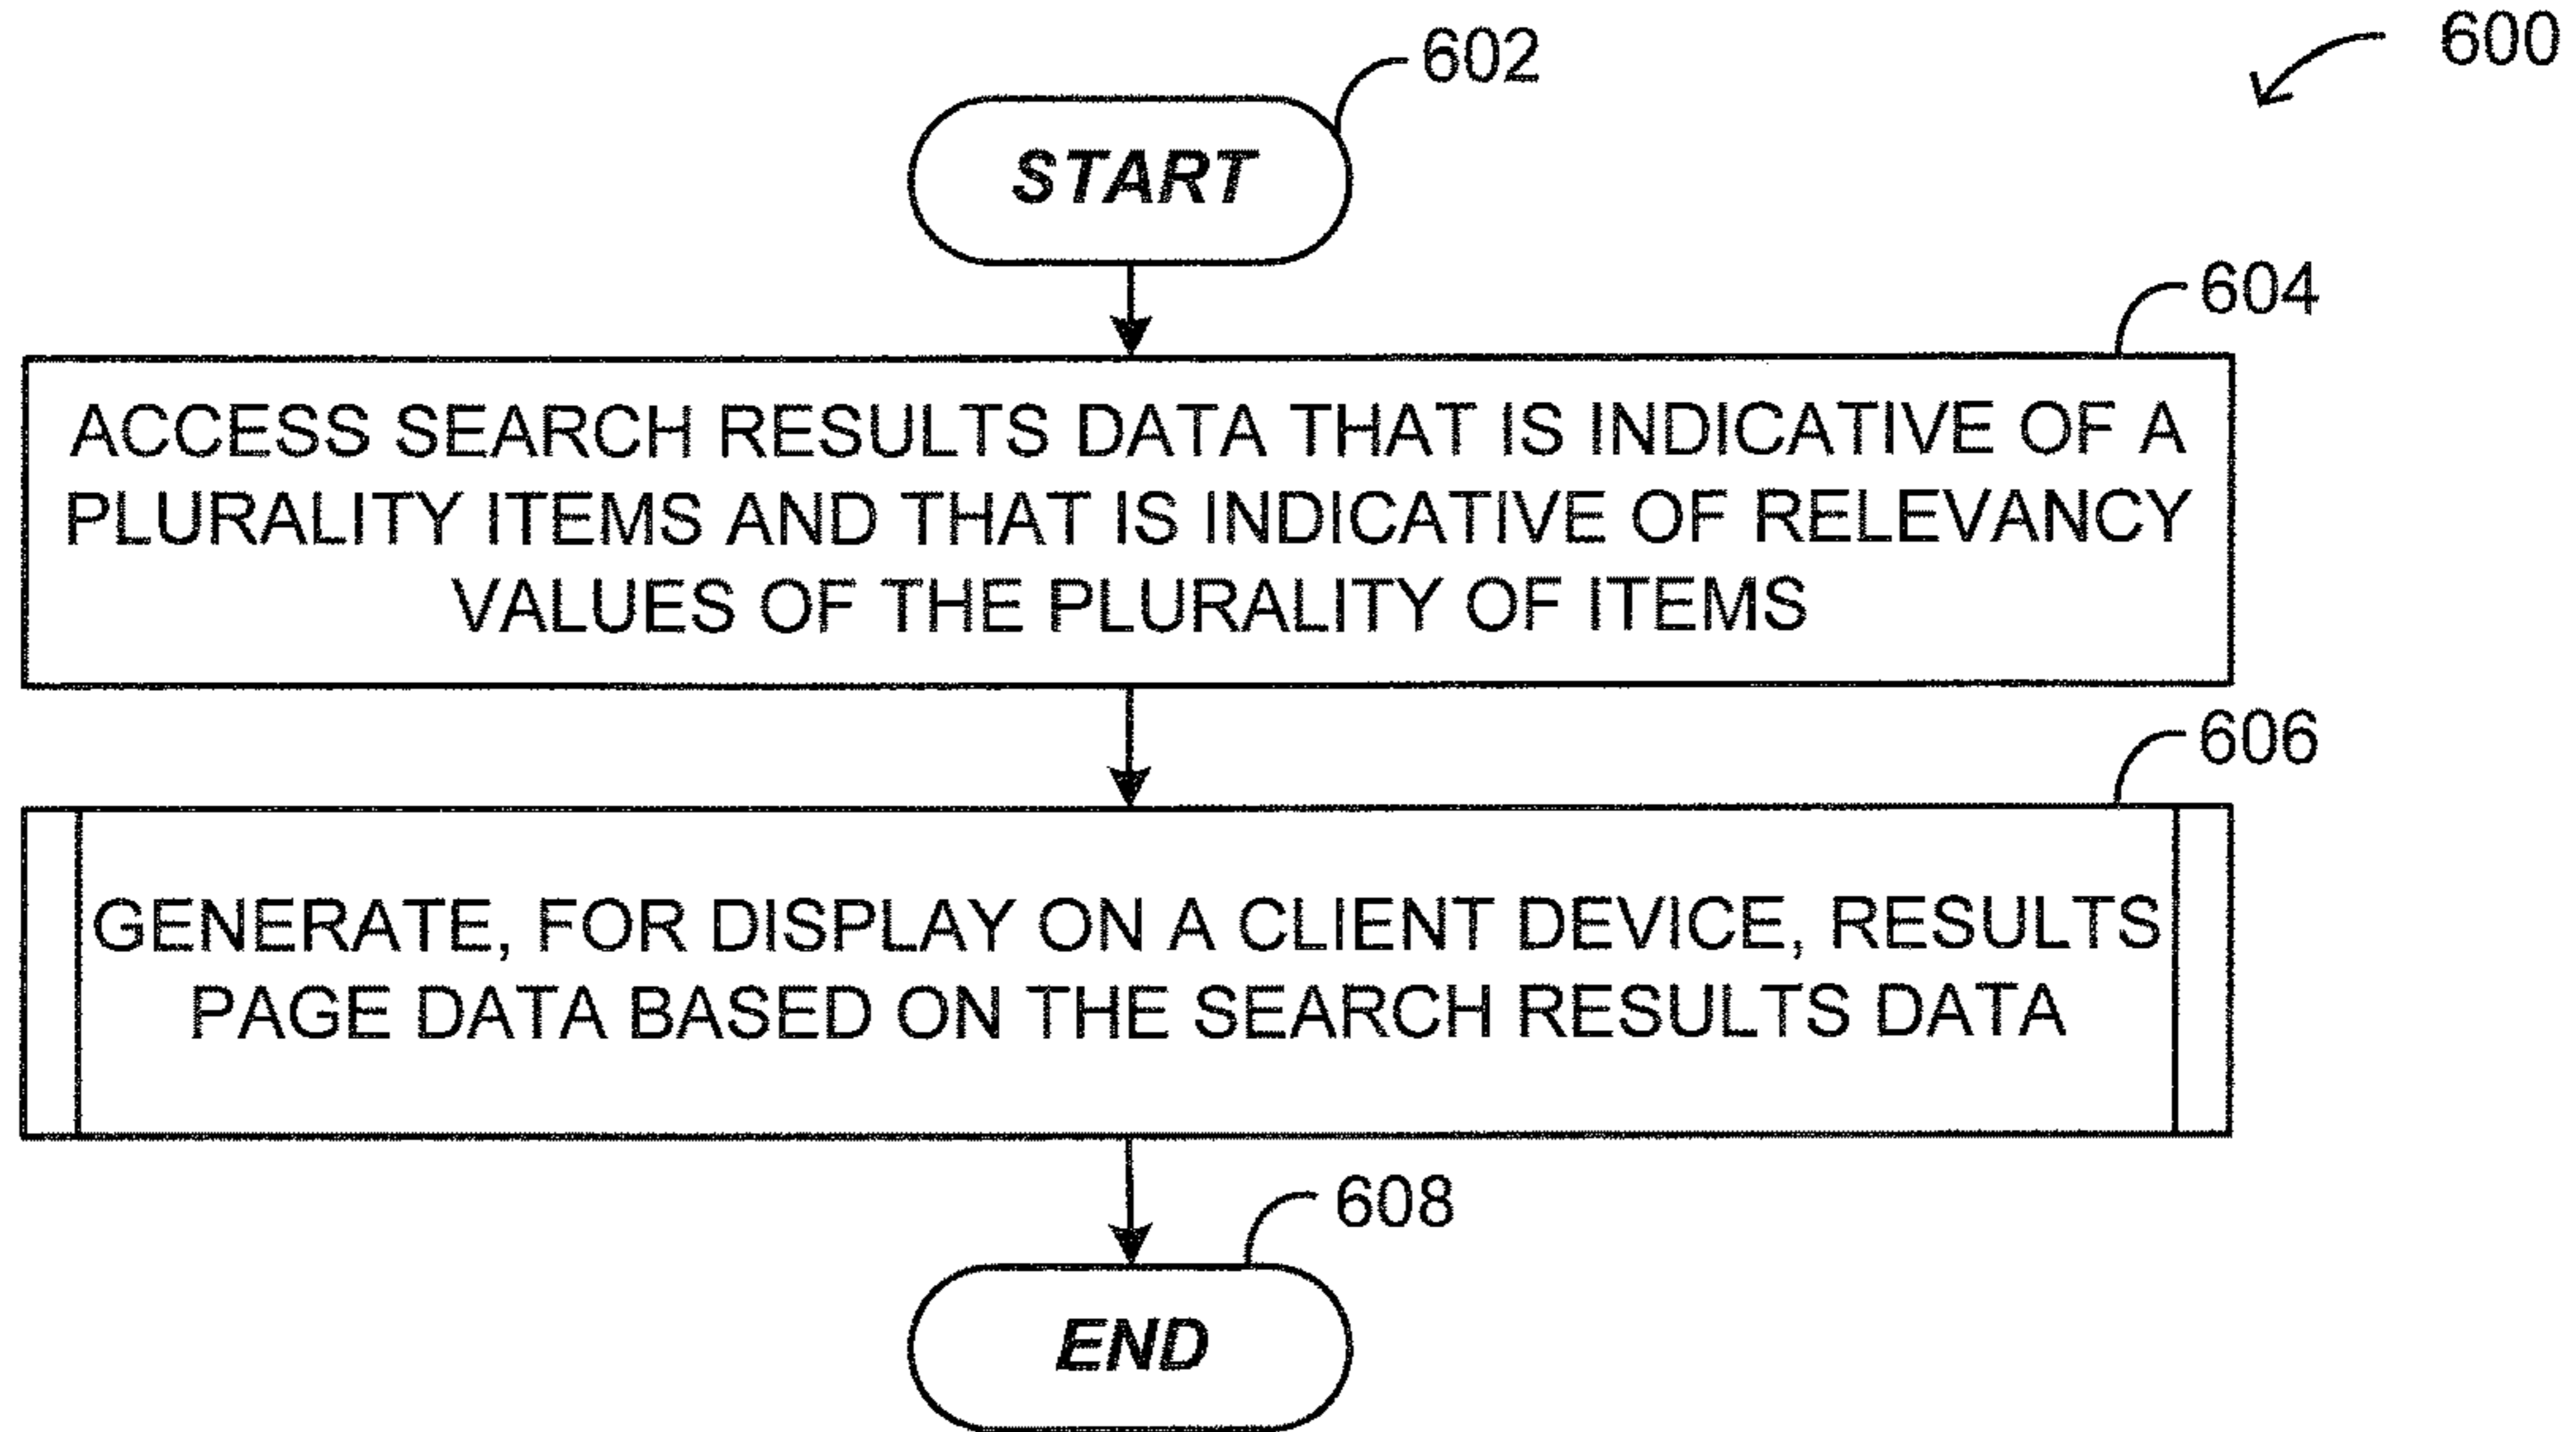 600
602
START
604
ACCESS SEARCH RESULTS DATA THAT IS INDICATIVE OF A
PLURALITY ITEMS AND THAT IS INDICATIVE OF RELEVANCY
VALUES OF THE PLURALITY OF ITEMS
606
GENERATE, FOR DISPLAY ON A CLIENT DEVICE, RESULTS
PAGE DATA BASED ON THE SEARCH RESULTS DATA
608
END